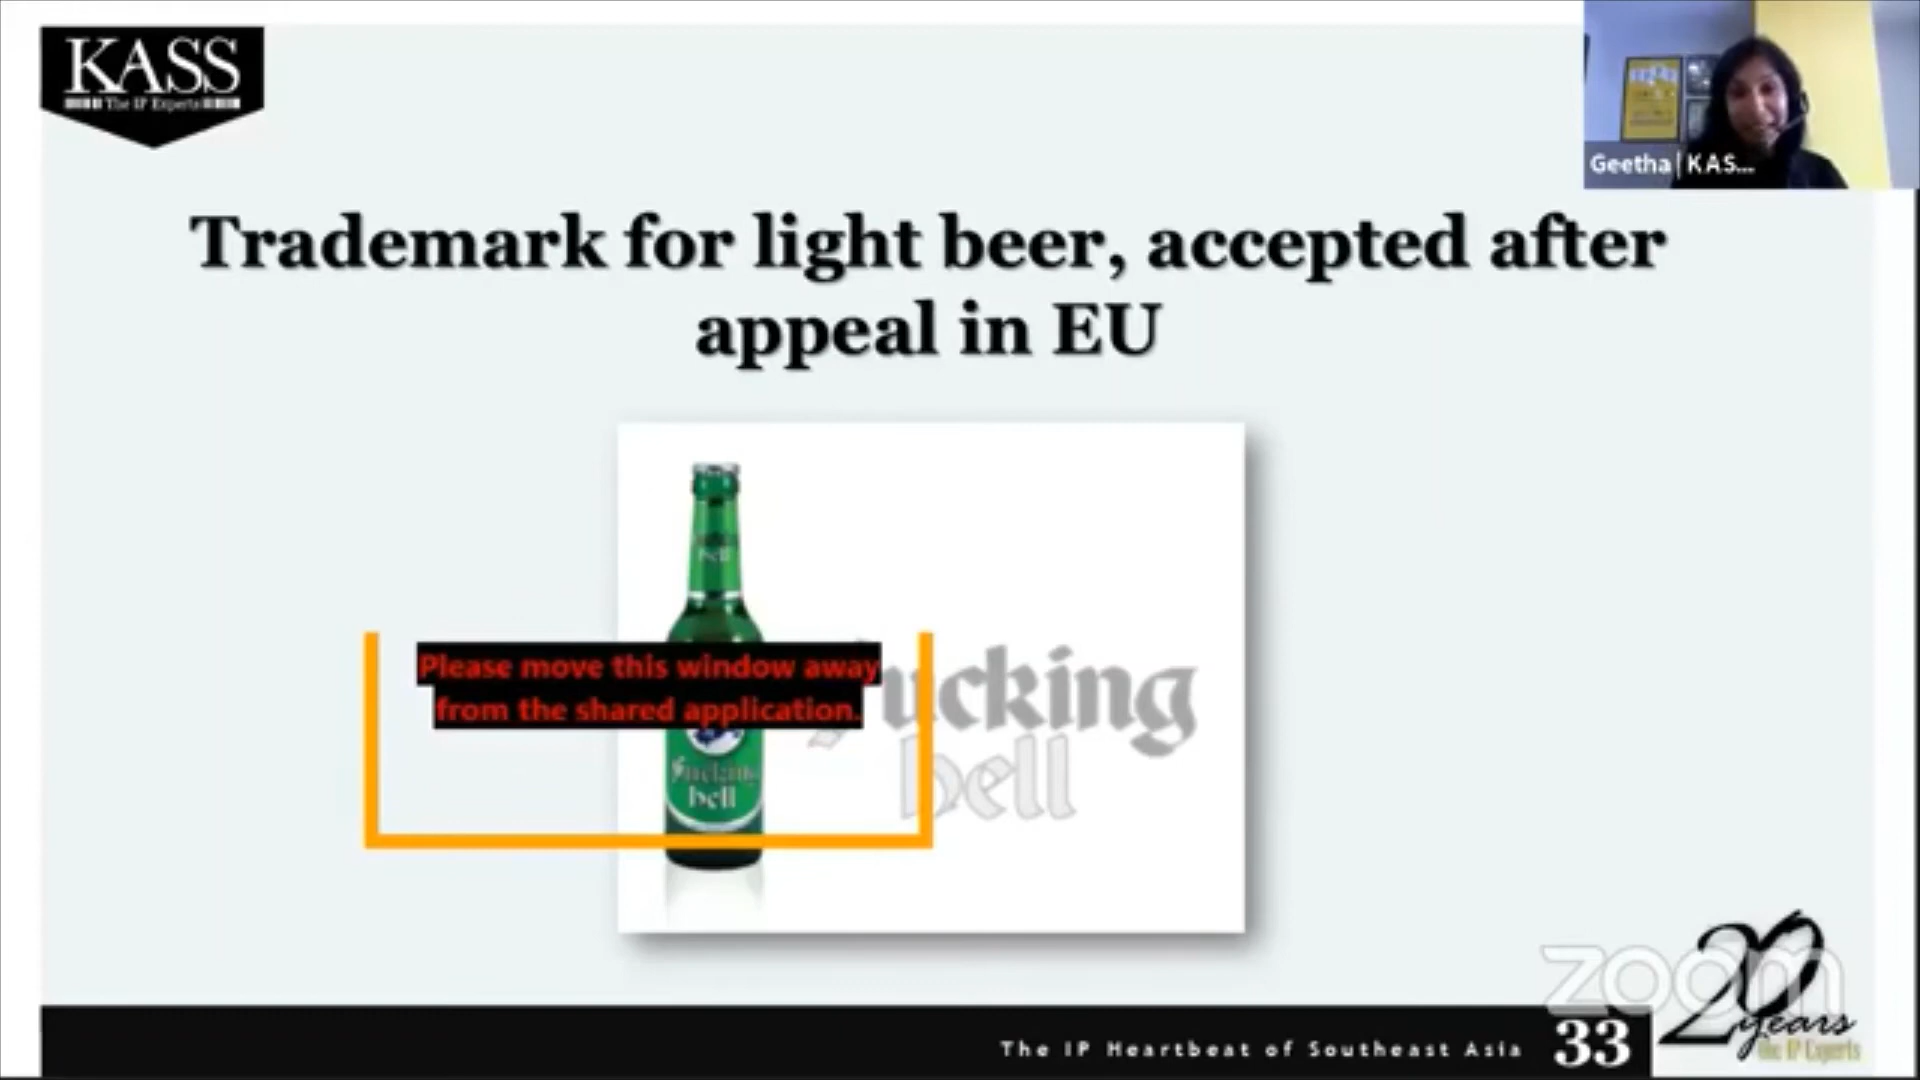 KASS
The IP Experts
Geetha | KAS...
Trademark for light beer, accepted after
appeal in EU
Please move this window away
from the shared application.
fucking
hell
bell
Fucking
hell
zoom
The IP Heartbeat of Southeast Asia
33
20
years
The IP Experts